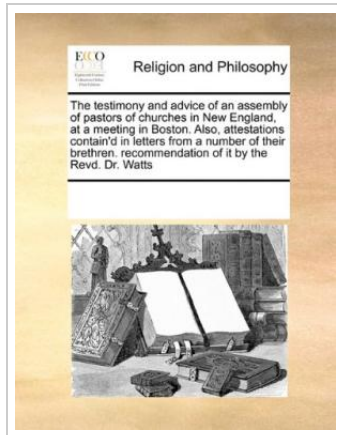 ECCO
Religion and Philosophy
The testimony and advice of an assembly
of pastors of churches in New England,
at a meeting in Boston. Also, attestations
contain'd in letters from a number of their
brethren. recommendation of it by the
Revd. Dr. Watts